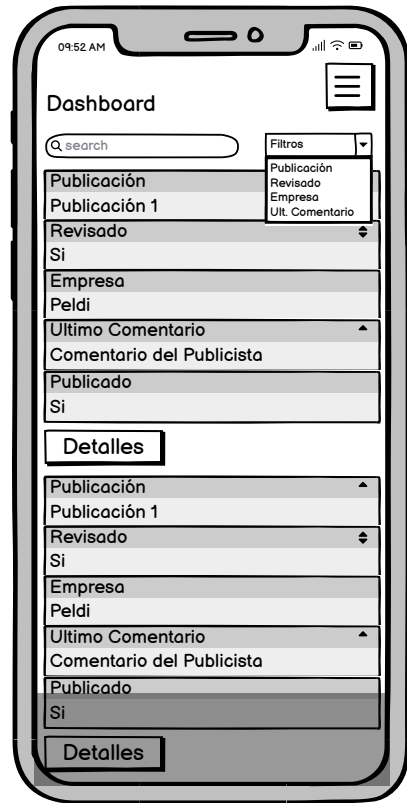 09:52 AM
Dashboard
search
Filtros
Publicación
Revisado
Empresa
Ult. Comentario
Publicación
Publicación 1
Revisado
Si
Empresa
Peldi
Ultimo Comentario
Comentario del Publicista
Publicado
Si
Detalles
Publicación
Publicación 1
Revisado
Si
Empresa
Peldi
Ultimo Comentario
Comentario del Publicista
Publicado
Si
Detalles